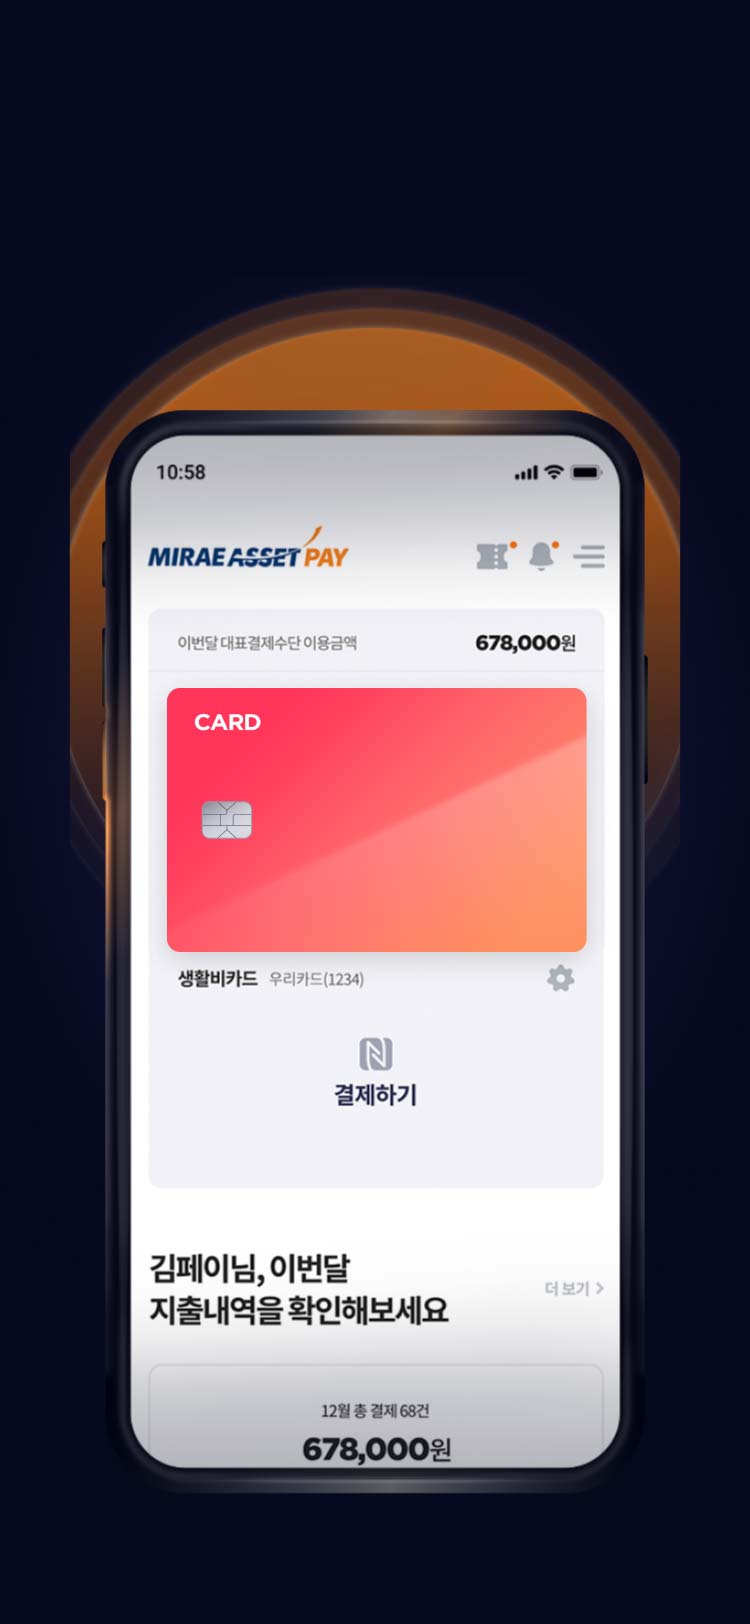 10:58
MIRAE ASSET PAY
이번달 대표결제수단 이용금액 678,000원
CARD
생활비카드 우리카드(1234)
결제하기
김페이님, 이번달
지출내역을 확인해보세요
더 보기 >
12월 총 결제 68건
678,000원